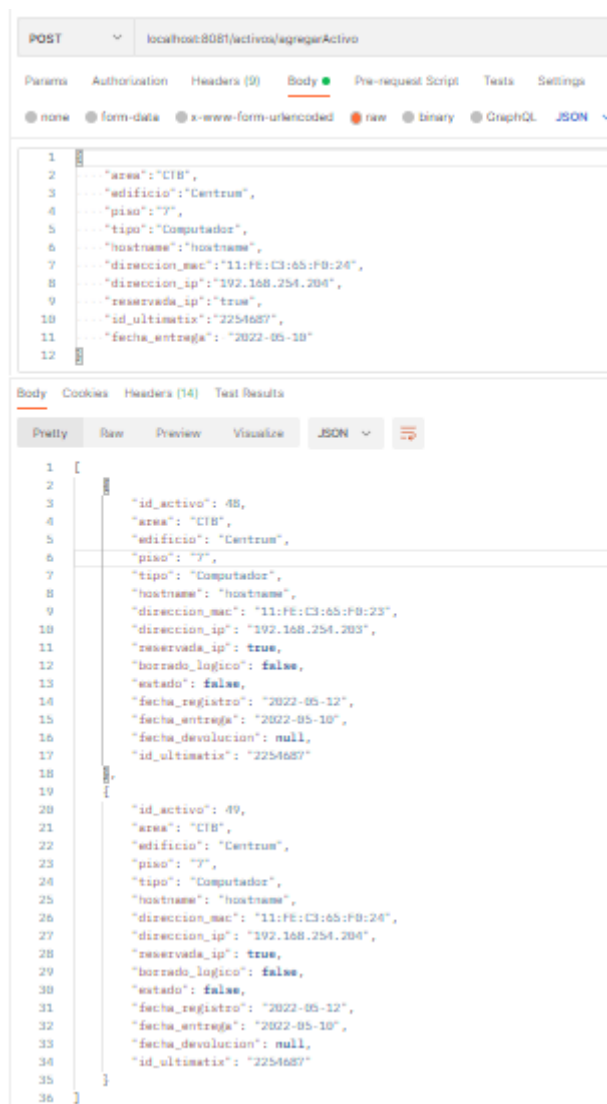 POST localhost:8081/activos/agregarActivo
Params Authorization Headers (9) Body Pre-request Script Tests Settings
none form-data x-www-form-urlencoded raw binary GraphQL JSON
1 {
2 "area":"CTB",
3 "edificio":"Centrum",
4 "piso":"7",
5 "tipo":"Computador",
6 "hostname":"hostname",
7 "direccion_mac":"11:FE:C3:65:F0:24",
8 "direccion_ip":"192.168.254.204",
9 "reservada_ip":"true",
10 "id_ultimatix":"2254687",
11 "fecha_entrega": "2022-05-10"
12 }
Body Cookies Headers (14) Test Results
Pretty Raw Preview Visualize JSON
1 [
2 {
3 "id_activo": 48,
4 "area": "CTB",
5 "edificio": "Centrum",
6 "piso": "7",
7 "tipo": "Computador",
8 "hostname": "hostname",
9 "direccion_mac": "11:FE:C3:65:F0:23",
10 "direccion_ip": "192.168.254.203",
11 "reservada_ip": true,
12 "borrado_logico": false,
13 "estado": false,
14 "fecha_registro": "2022-05-12",
15 "fecha_entrega": "2022-05-10",
16 "fecha_devolucion": null,
17 "id_ultimatix": "2254687"
18 },
19 {
20 "id_activo": 49,
21 "area": "CTB",
22 "edificio": "Centrum",
23 "piso": "7",
24 "tipo": "Computador",
25 "hostname": "hostname",
26 "direccion_mac": "11:FE:C3:65:F0:24",
27 "direccion_ip": "192.168.254.204",
28 "reservada_ip": true,
29 "borrado_logico": false,
30 "estado": false,
31 "fecha_registro": "2022-05-12",
32 "fecha_entrega": "2022-05-10",
33 "fecha_devolucion": null,
34 "id_ultimatix": "2254687"
35 }
36 ]